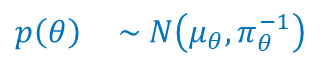 p(θ) ~ N(μ_θ, π_θ^{-1})